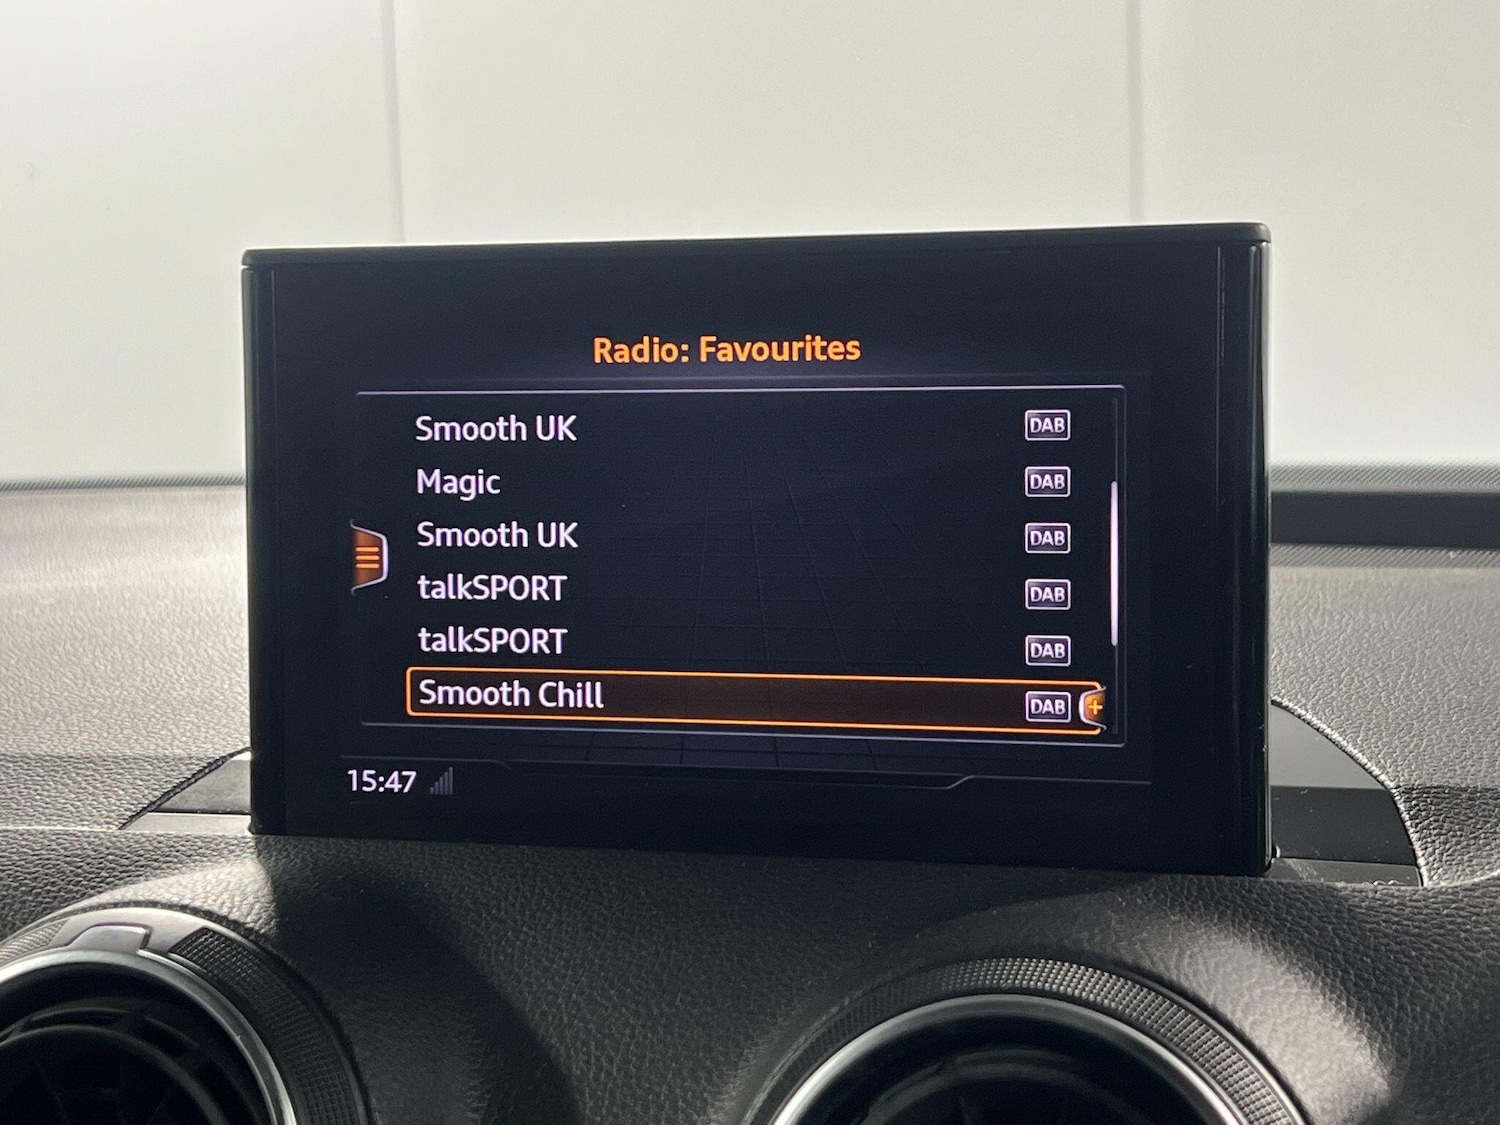 Radio: Favourites
Smooth UK DAB
Magic DAB
Smooth UK DAB
talkSPORT DAB
talkSPORT DAB
Smooth Chill DAB +
15:47